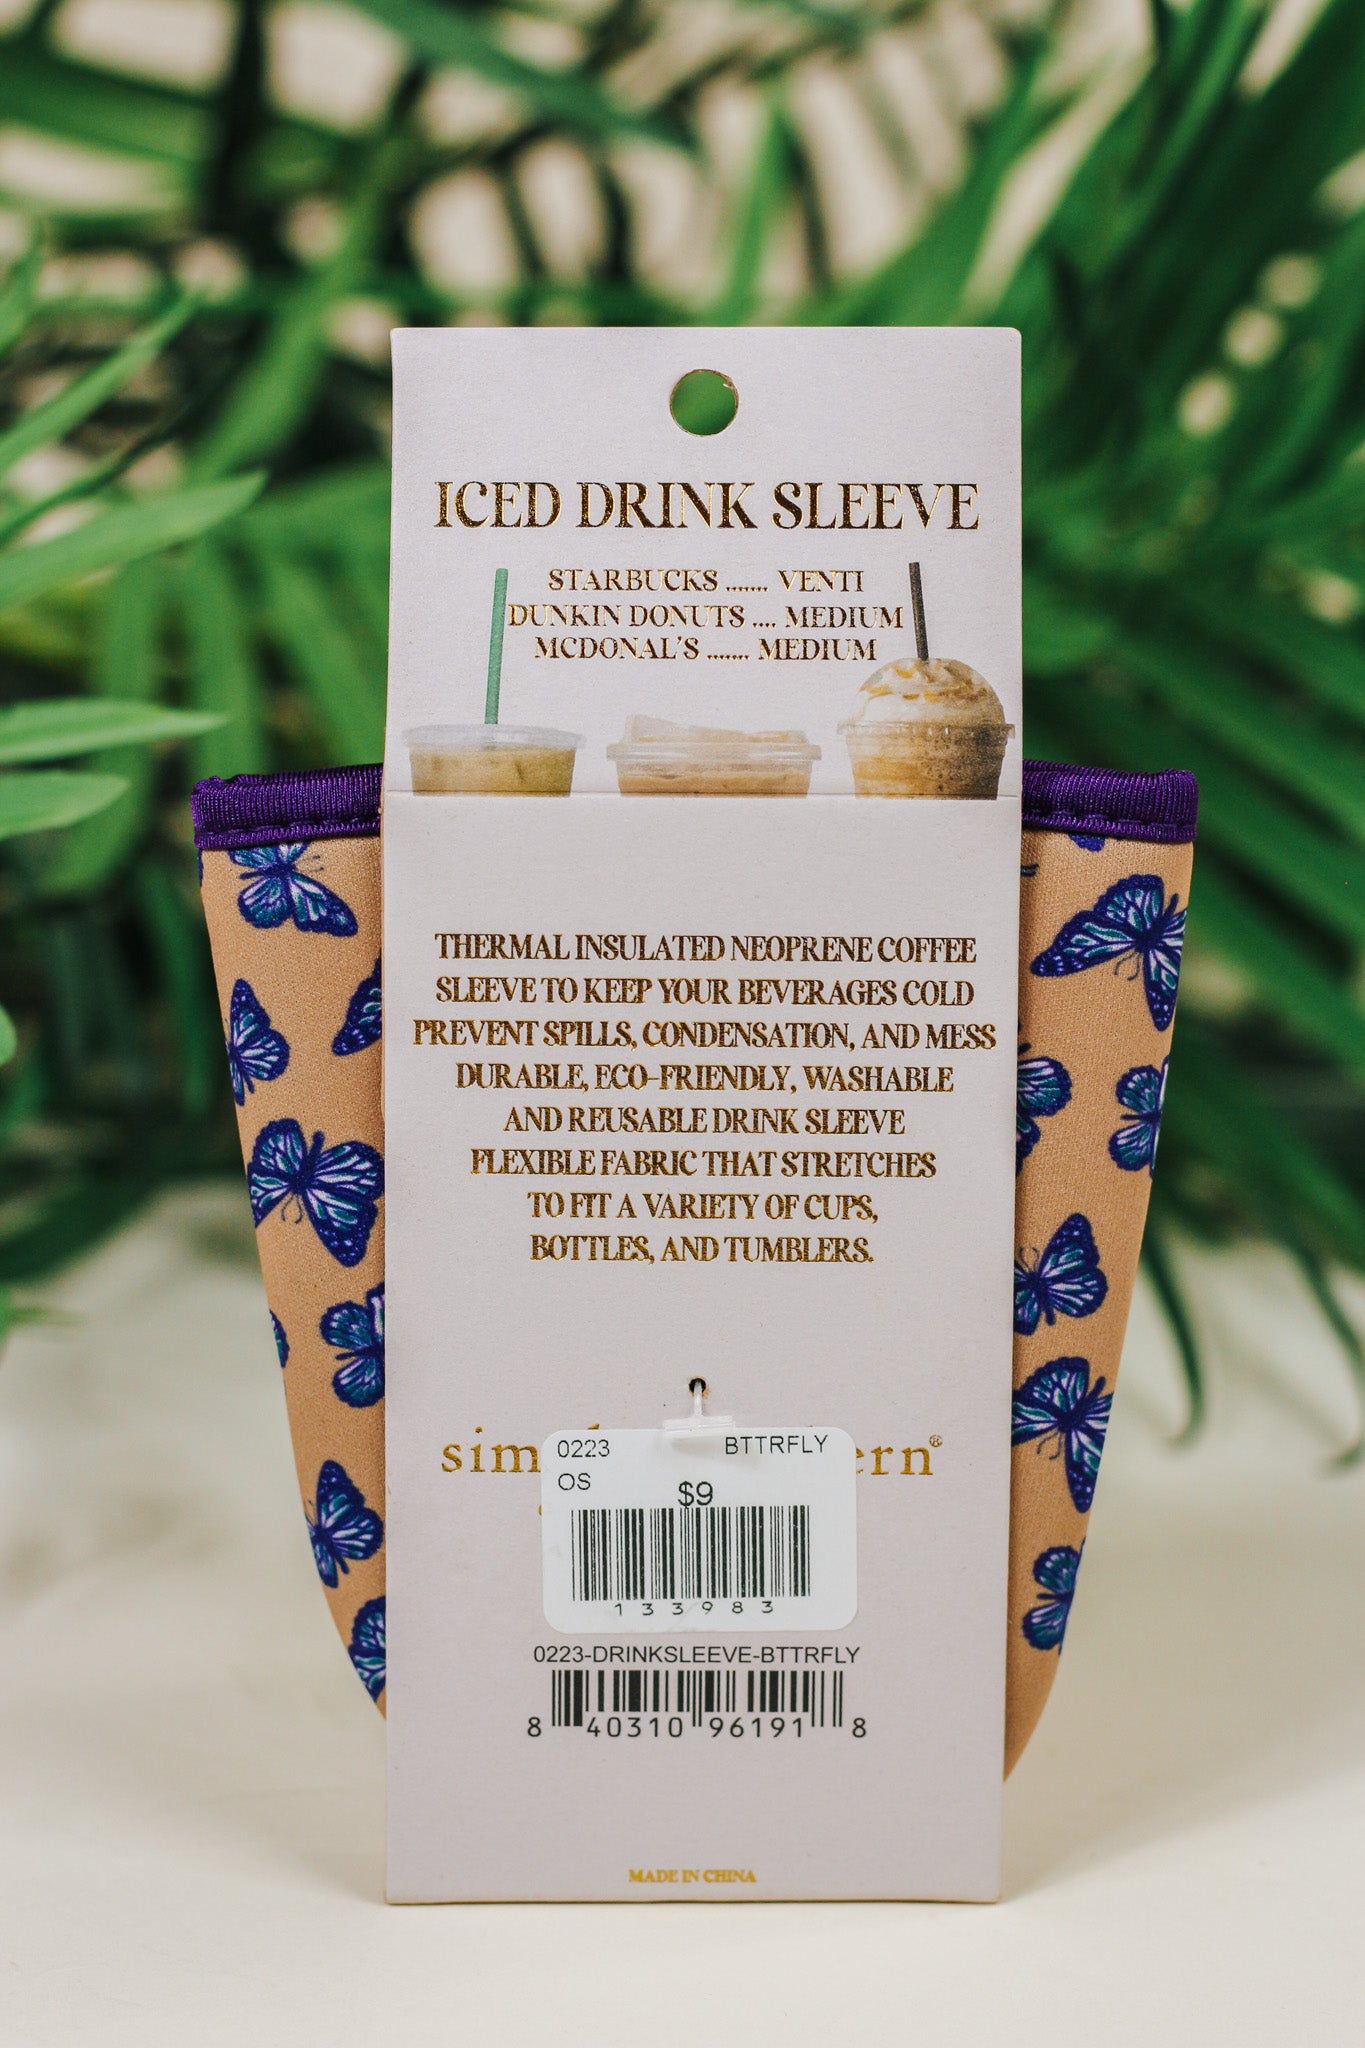 ICED DRINK SLEEVE
STARBUCKS ....... VENTI
DUNKIN DONUTS .... MEDIUM
MCDONAL'S ....... MEDIUM
THERMAL INSULATED NEOPRENE COFFEE
SLEEVE TO KEEP YOUR BEVERAGES COLD
PREVENT SPILLS, CONDENSATION, AND MESS
DURABLE, ECO-FRIENDLY, WASHABLE
AND REUSABLE DRINK SLEEVE
FLEXIBLE FABRIC THAT STRETCHES
TO FIT A VARIETY OF CUPS,
BOTTLES, AND TUMBLERS.
0223 BTTRFLY
OS
$9
133983
0223-DRINKSLEEVE-BTTRFLY
8 40310 96191 8
MADE IN CHINA